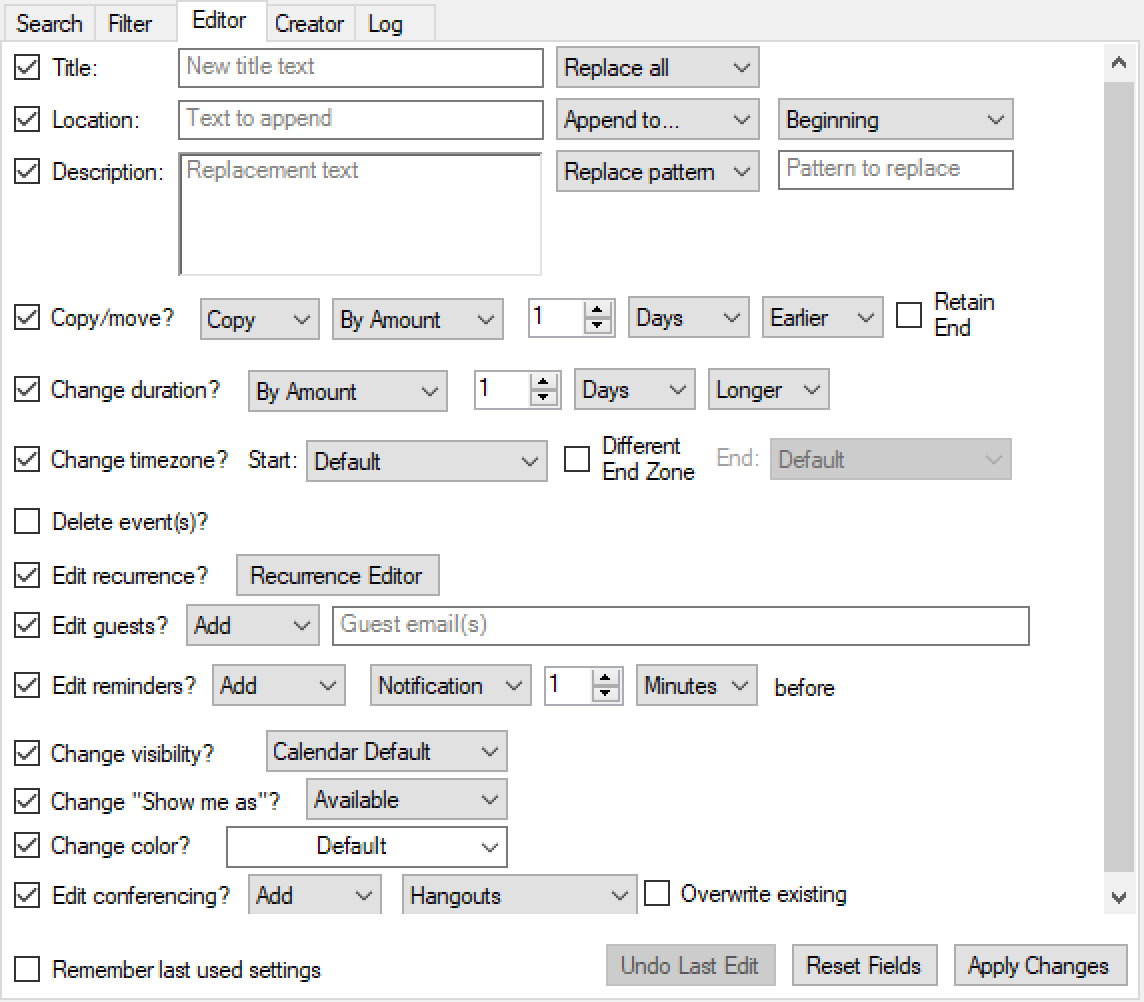 Search Filter Editor Creator Log
Title: New title text Replace all
Location: Text to append Append to... Beginning
Description: Replacement text Replace pattern Pattern to replace
Copy/move? Copy By Amount 1 Days Earlier Retain
End
Change duration? By Amount 1 Days Longer
Change timezone? Start: Default Different End: Default
End Zone
Delete event(s)?
Edit recurrence? Recurrence Editor
Edit guests? Add Guest email(s)
Edit reminders? Add Notification 1 Minutes before
Change visibility? Calendar Default
Change "Show me as"? Available
Change color? Default
Edit conferencing? Add Hangouts Overwrite existing
Remember last used settings Undo Last Edit Reset Fields Apply Changes